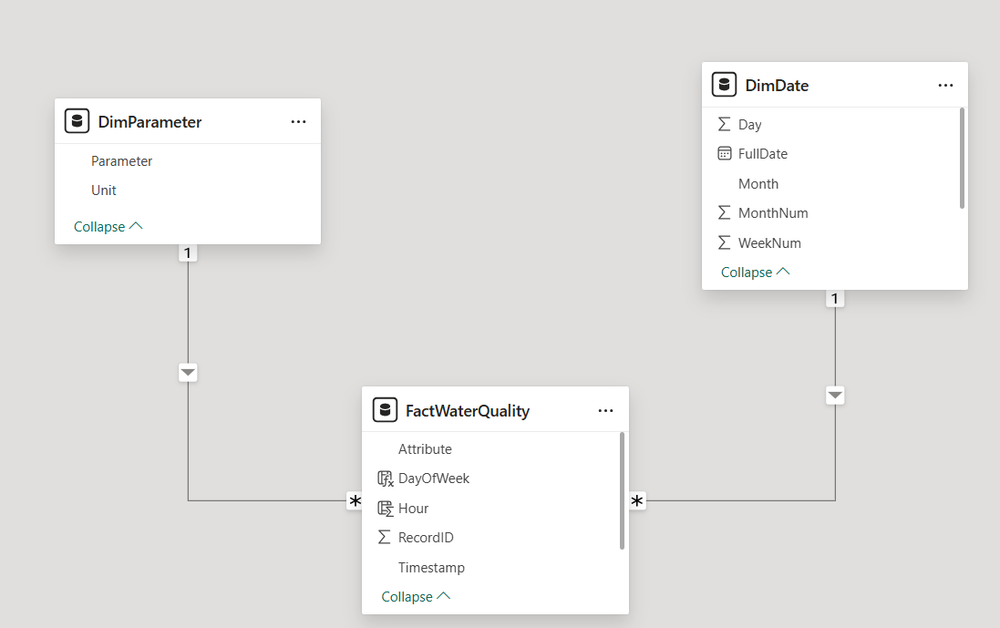 DimParameter
Parameter
Unit
Collapse
1
DimDate
Day
FullDate
Month
MonthNum
WeekNum
Collapse
1
FactWaterQuality
Attribute
DayOfWeek
Hour
RecordID
Timestamp
Collapse
*
*